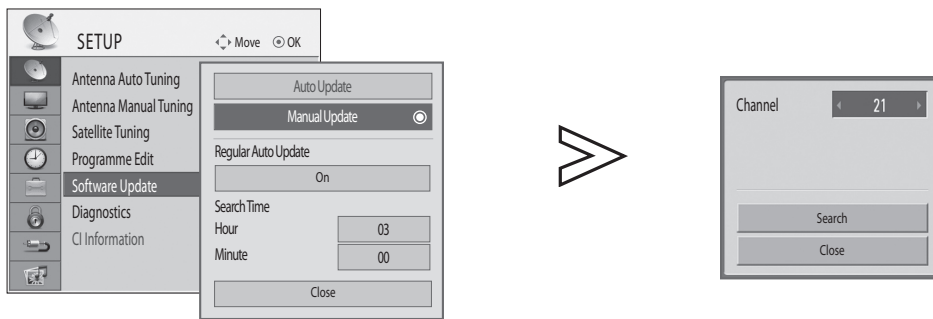 SETUP
Move OK
Antenna Auto Tuning
Antenna Manual Tuning
Satellite Tuning
Programme Edit
Software Update
Diagnostics
CI Information
Auto Update
Manual Update
Regular Auto Update
On
Search Time
Hour 03
Minute 00
Close
Channel 21
Search
Close